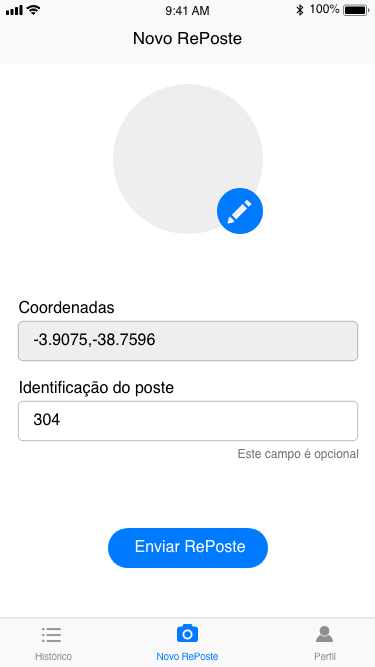 9:41 AM
100%
Novo RePoste
Coordenadas
-3.9075,-38.7596
Identificação do poste
304
Este campo é opcional
Enviar RePoste
Histórico
Novo RePoste
Perfil